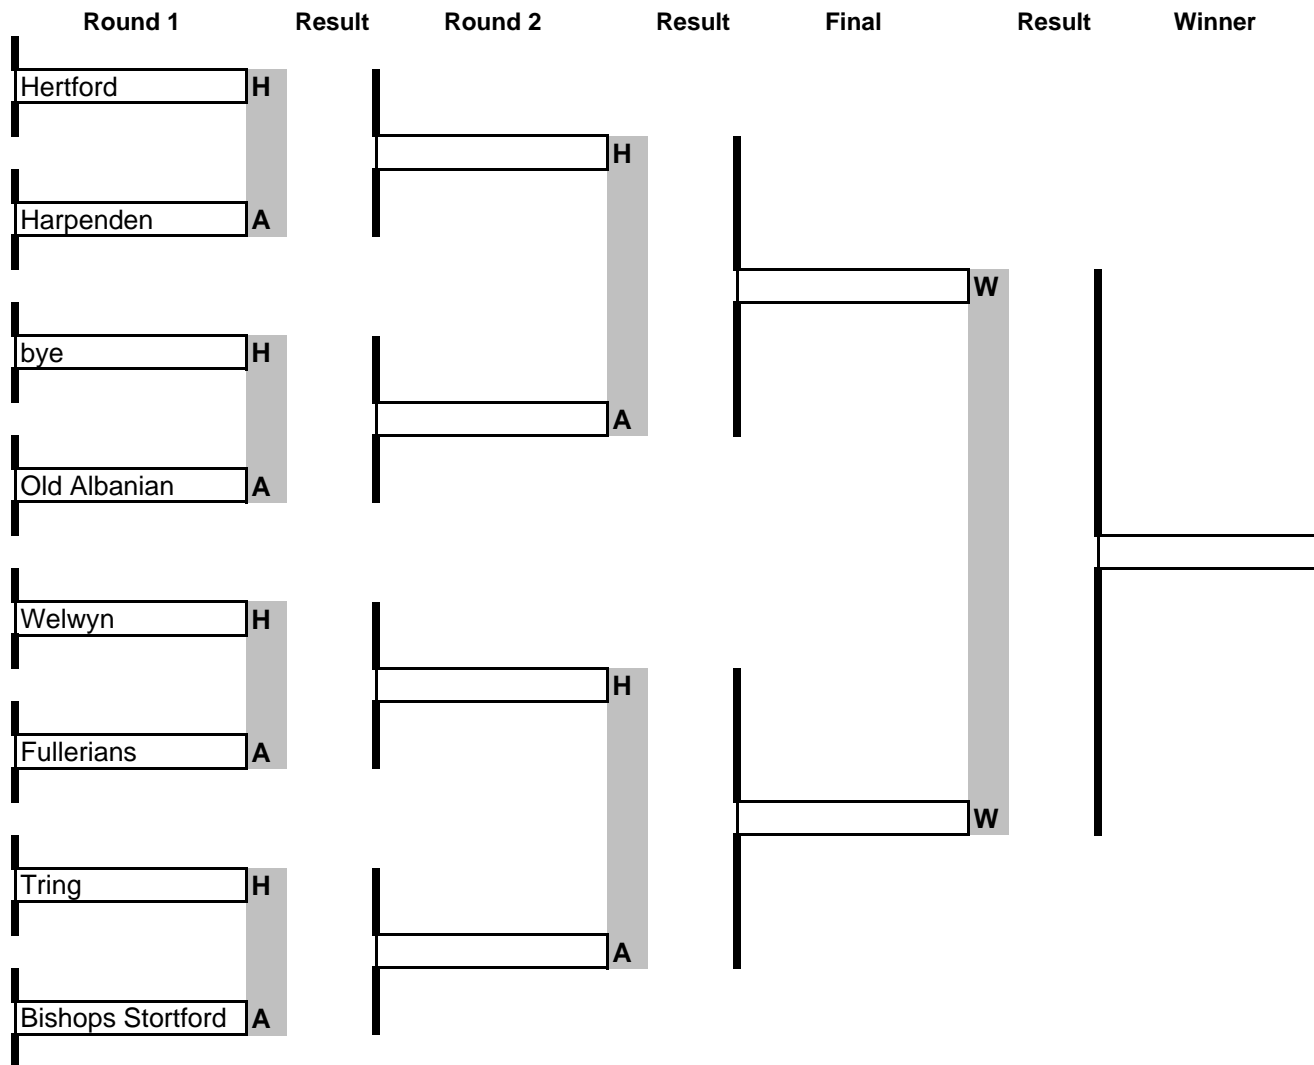 Round 1 Result Round 2 Result Final Result Winner
Hertford H
H
Harpenden A
W
bye H
A
Old Albanian A
Welwyn H
H
Fullerians A
W
Tring H
A
Bishops Stortford A